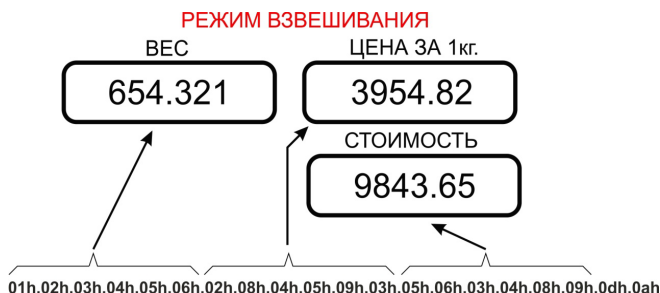 РЕЖИМ ВЗВЕШИВАНИЯ
ВЕС ЦЕНА ЗА 1кг.
654.321 3954.82
СТОИМОСТЬ
9843.65
01h,02h,03h,04h,05h,06h,02h,08h,04h,05h,09h,03h,05h,06h,03h,04h,08h,09h,0dh,0ah